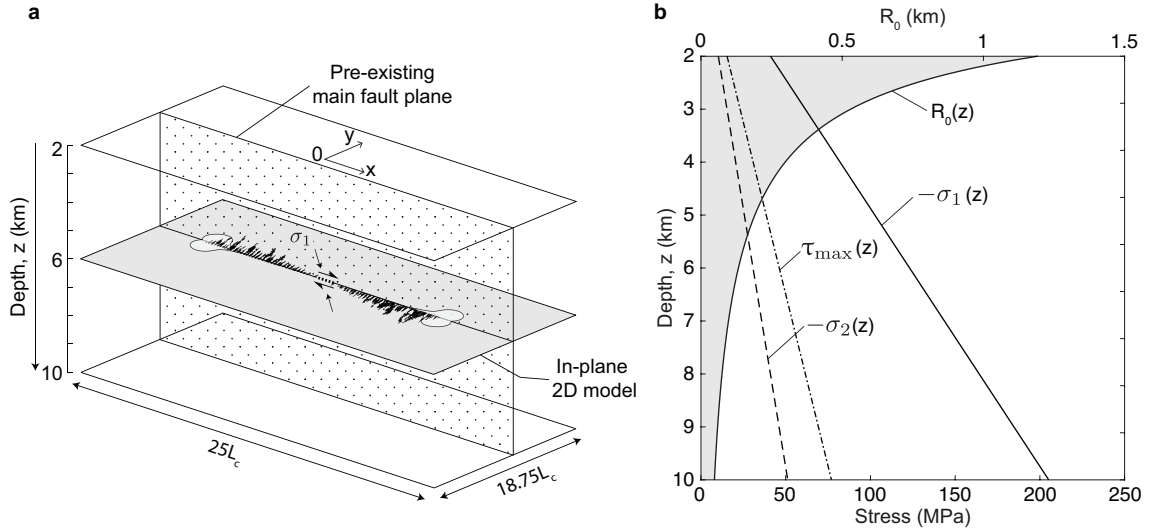 a
Pre-existing
main fault plane
y
0
x
2
6
10
Depth, z (km)
σ1
In-plane
2D model
25Lc
18.75Lc
b
R0 (km)
0 0.5 1 1.5
2
3
4
5
6
7
8
9
10
Depth, z (km)
R0(z)
−σ1(z)
τmax(z)
−σ2(z)
0 50 100 150 200 250
Stress (MPa)